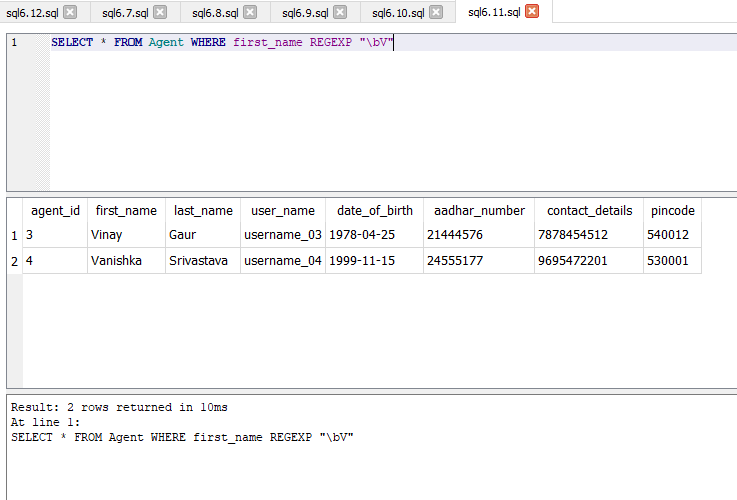 sql6.12.sql sql6.7.sql sql6.8.sql sql6.9.sql sql6.10.sql sql6.11.sql
1 SELECT * FROM Agent WHERE first_name REGEXP "\bV"
agent_id first_name last_name user_name date_of_birth aadhar_number contact_details pincode
1 3 Vinay Gaur username_03 1978-04-25 21444576 7878454512 540012
2 4 Vanishka Srivastava username_04 1999-11-15 24555177 9695472201 530001
Result: 2 rows returned in 10ms
At line 1:
SELECT * FROM Agent WHERE first_name REGEXP "\bV"